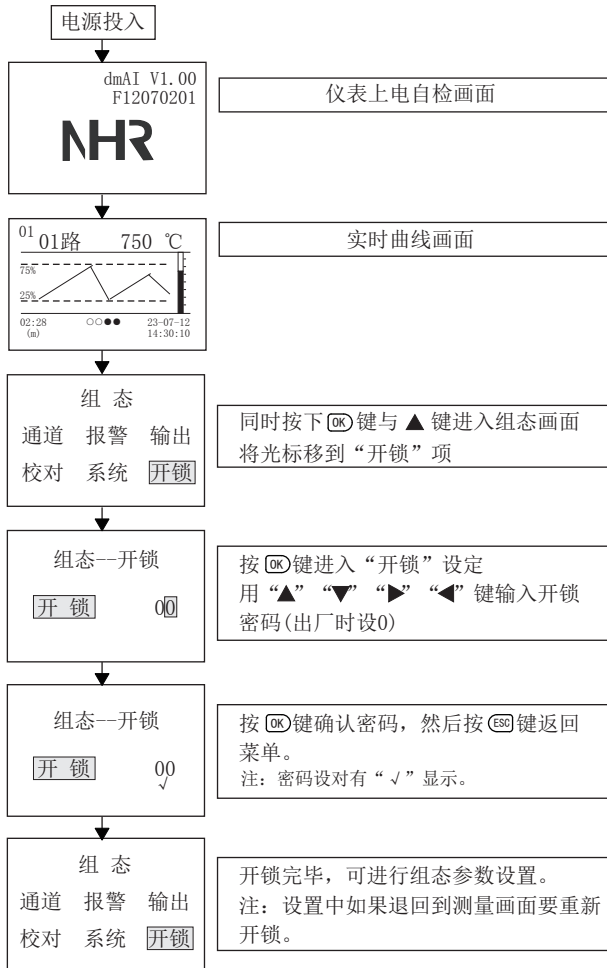 电源投入
dmAI V1.00
F12070201
NHR
仪表上电自检画面
01
01路 750 ℃
75%
25%
02:28 ○○●● 23-07-12
(m) 14:30:10
实时曲线画面
组 态
通道 报警 输出
校对 系统 开锁
同时按下OK键与 ▲ 键进入组态画面
将光标移到“开锁”项
组态--开锁
开 锁 00
按OK键进入“开锁”设定
用“▲” “▼” “▶” “◀”键输入开锁
密码(出厂时设0)
组态--开锁
开 锁 00
√
按OK键确认密码，然后按ESC键返回
菜单。
注：密码设对有“√”显示。
组 态
通道 报警 输出
校对 系统 开锁
开锁完毕，可进行组态参数设置。
注：设置中如果退回到测量画面要重新
开锁。